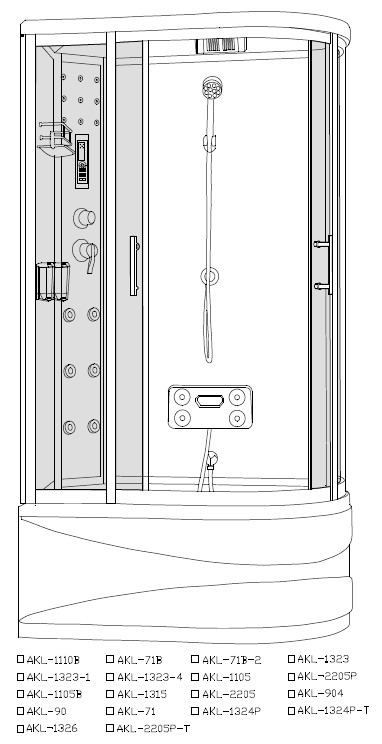 □ AKL-1110B □ AKL-71B □ AKL-71B-2 □ AKL-1323
□ AKL-1323-1 □ AKL-1323-4 □ AKL-1105 □ AKL-2205P
□ AKL-1105B □ AKL-1315 □ AKL-2205 □ AKL-904
□ AKL-90 □ AKL-71 □ AKL-1324P □ AKL-1324P-T
□ AKL-1326 □ AKL-2205P-T